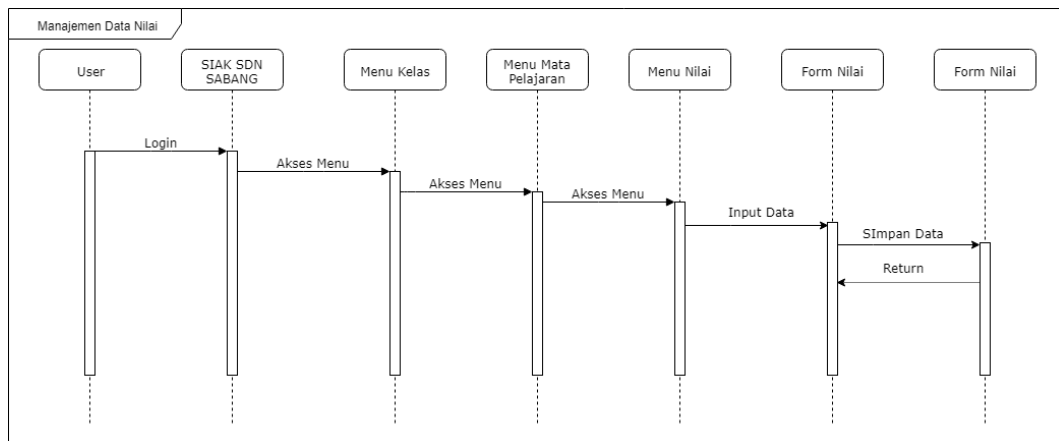 Manajemen Data Nilai
User
SIAK SDN
SABANG
Menu Kelas
Menu Mata
Pelajaran
Menu Nilai
Form Nilai
Form Nilai
Login
Akses Menu
Akses Menu
Akses Menu
Input Data
SImpan Data
Return